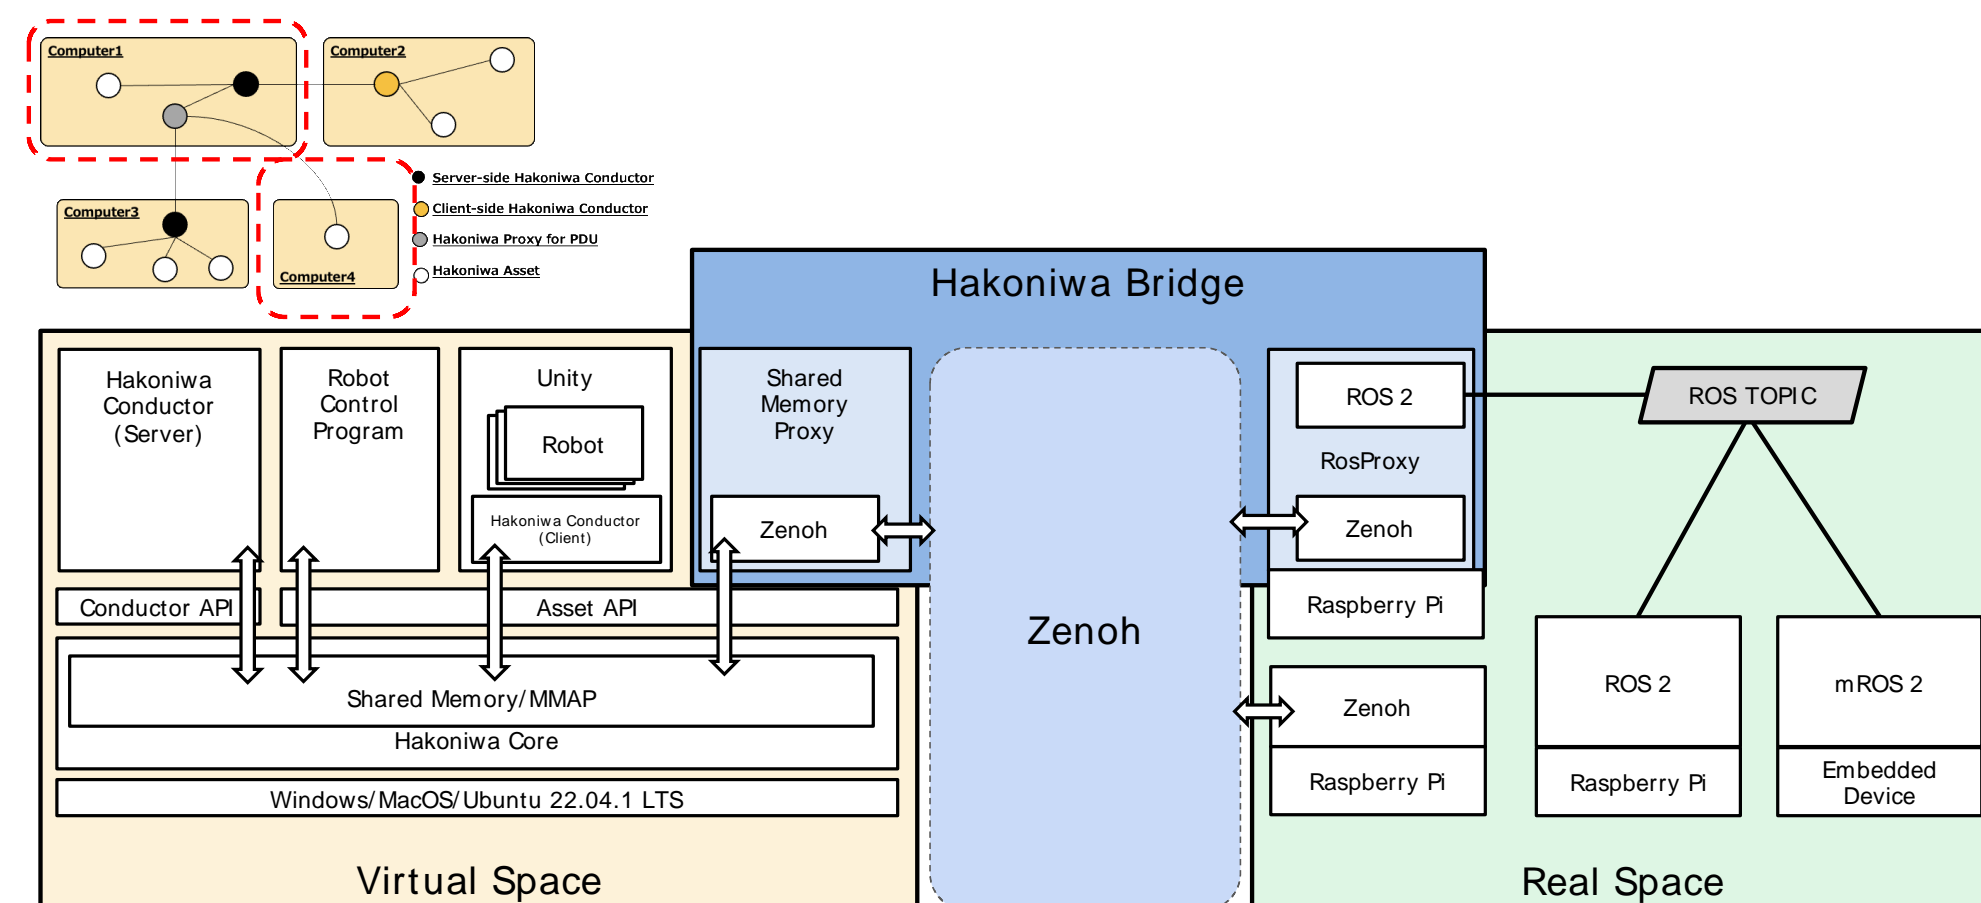 Computer1
Computer2
Computer3
Computer4
Server-side Hakoniwa Conductor
Client-side Hakoniwa Conductor
Hakoniwa Proxy for PDU
Hakoniwa Asset
Hakoniwa Bridge
Hakoniwa
Conductor
(Server)
Robot
Control
Program
Unity
Robot
Hakoniwa Conductor
(Client)
Shared
Memory
Proxy
Zenoh
Conductor API
Asset API
Shared Memory/MMAP
Hakoniwa Core
Windows/MacOS/Ubuntu 22.04.1 LTS
Virtual Space
Zenoh
ROS 2
RosProxy
Zenoh
Raspberry Pi
Zenoh
Raspberry Pi
ROS TOPIC
ROS 2
Raspberry Pi
mROS 2
Embedded
Device
Real Space